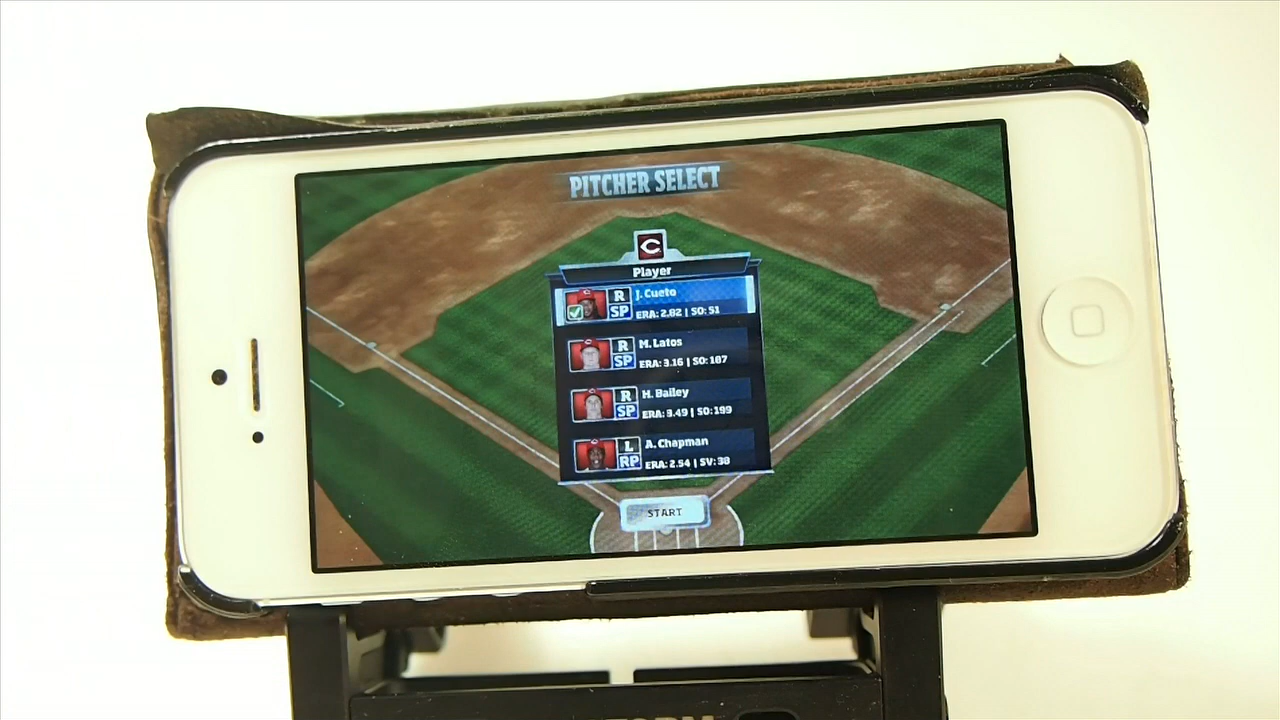 PITCHER SELECT
C
Player
R
J. Cueto
SP
ERA: 2.82 | SO: 51
R
M. Latos
SP
ERA: 3.16 | SO: 187
R
H. Bailey
SP
ERA: 3.49 | SO: 199
L
A. Chapman
RP
ERA: 2.54 | SV: 38
START